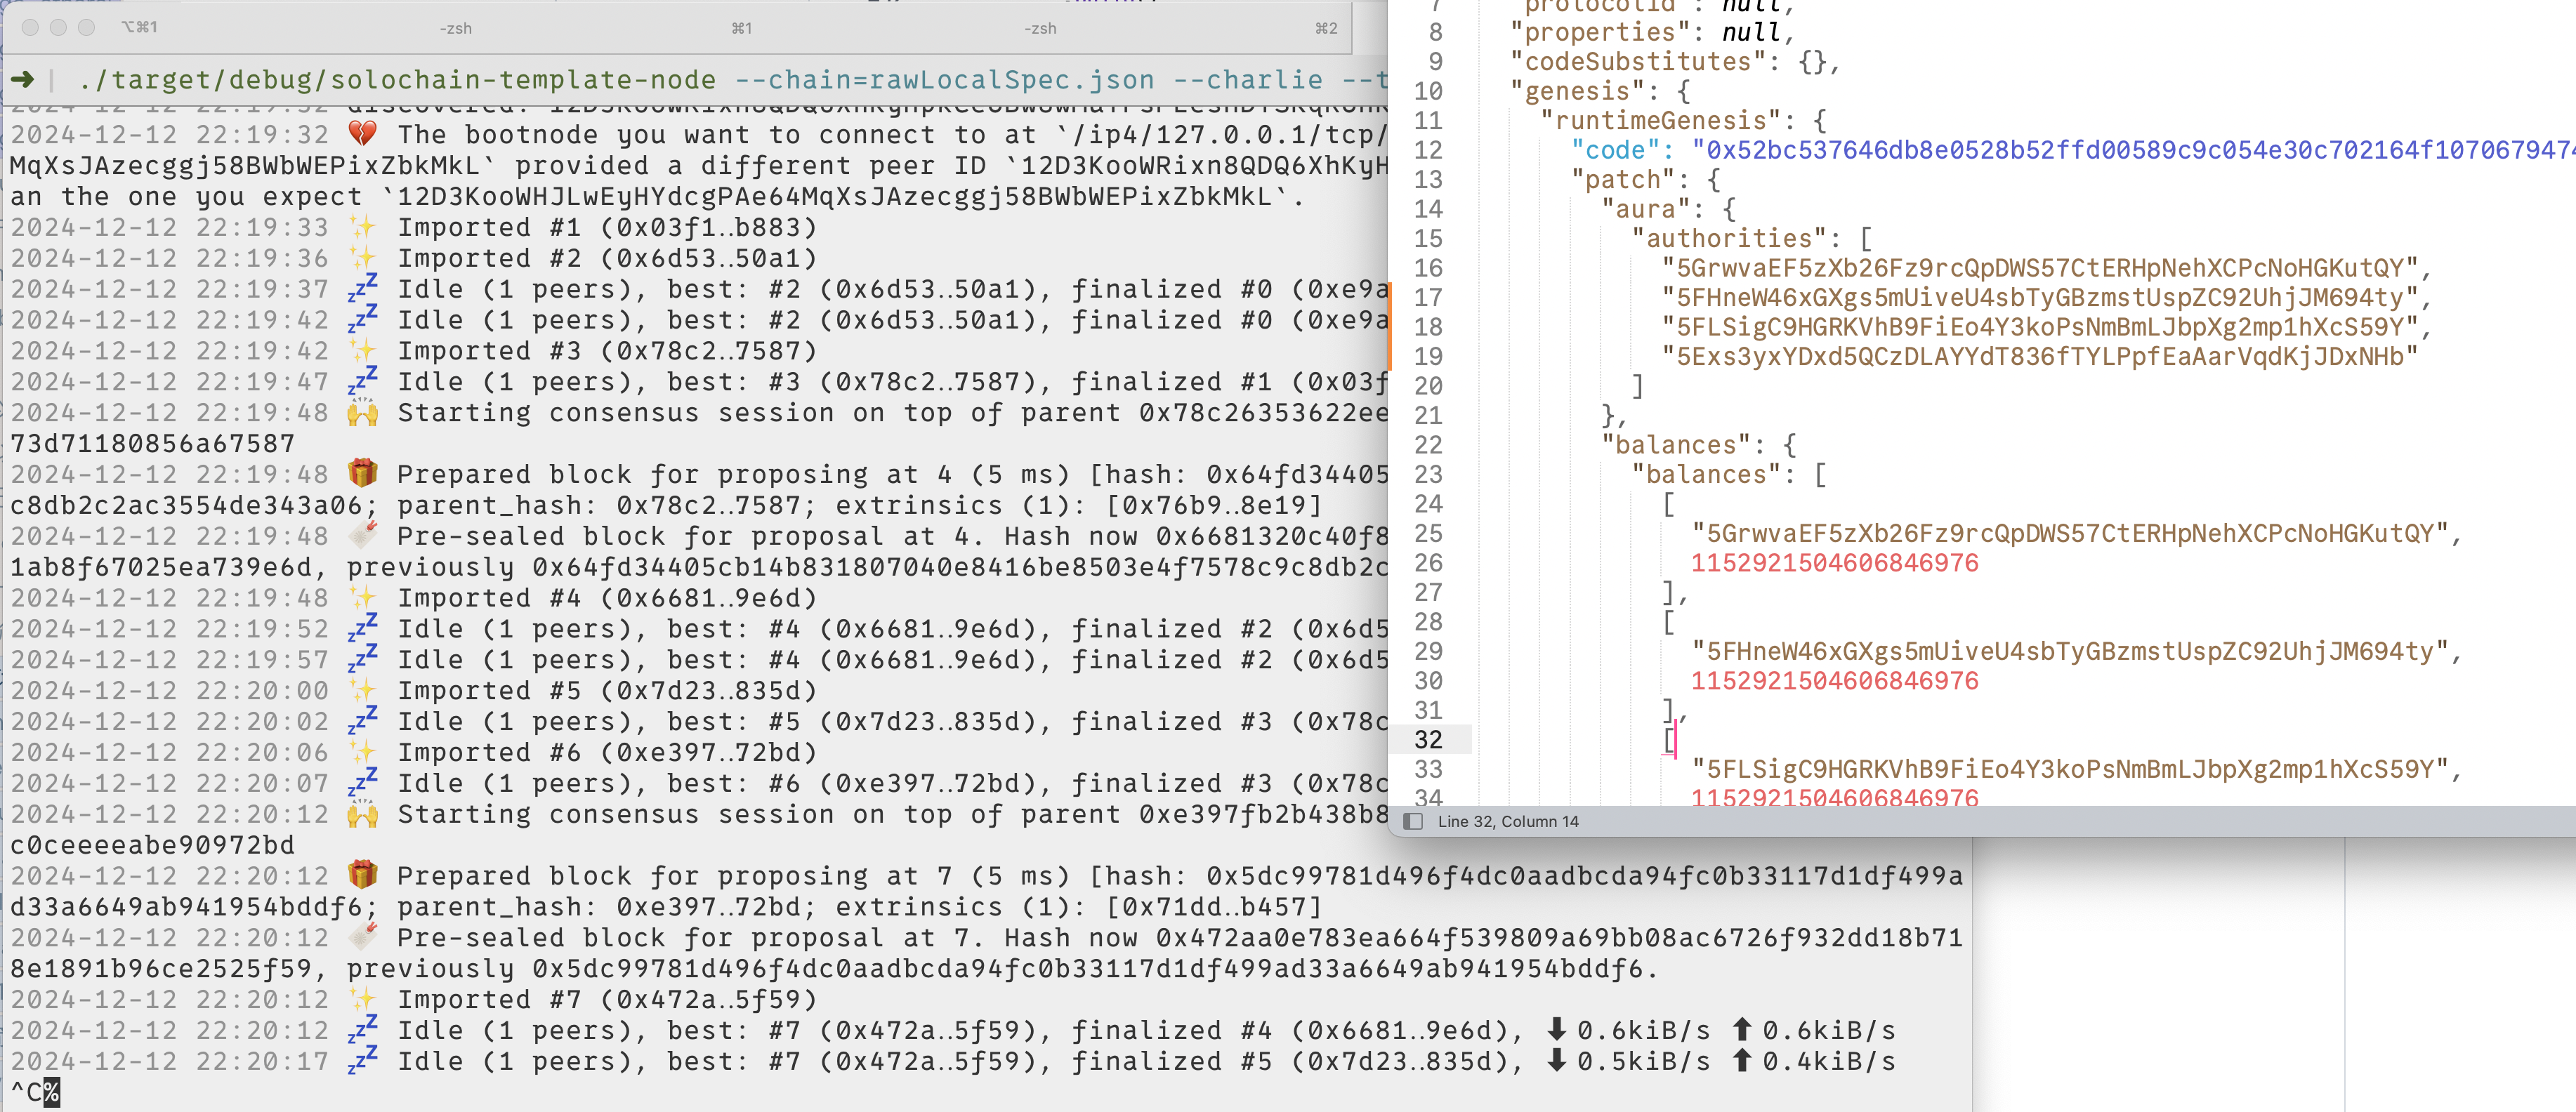 ⌥⌘1 -zsh ⌘1 -zsh ⌘2
➜ | ./target/debug/solochain-template-node --chain=rawLocalSpec.json --charlie --t
2024-12-12 22:19:32 💔 The bootnode you want to connect to at `/ip4/127.0.0.1/tcp/
MqXsJAzecggj58BWbWEPixZbkMkL` provided a different peer ID `12D3KooWRixn8QDQ6XhKyH
an the one you expect `12D3KooWHJLwEyHYdcgPAe64MqXsJAzecggj58BWbWEPixZbkMkL`.
2024-12-12 22:19:33 ✨ Imported #1 (0x03f1..b883)
2024-12-12 22:19:36 ✨ Imported #2 (0x6d53..50a1)
2024-12-12 22:19:37 💤 Idle (1 peers), best: #2 (0x6d53..50a1), finalized #0 (0xe9a
2024-12-12 22:19:42 💤 Idle (1 peers), best: #2 (0x6d53..50a1), finalized #0 (0xe9a
2024-12-12 22:19:42 ✨ Imported #3 (0x78c2..7587)
2024-12-12 22:19:47 💤 Idle (1 peers), best: #3 (0x78c2..7587), finalized #1 (0x03f
2024-12-12 22:19:48 🙌 Starting consensus session on top of parent 0x78c26353622ee
73d71180856a67587
2024-12-12 22:19:48 🎁 Prepared block for proposing at 4 (5 ms) [hash: 0x64fd34405
c8db2c2ac3554de343a06; parent_hash: 0x78c2..7587; extrinsics (1): [0x76b9..8e19]
2024-12-12 22:19:48 🔖 Pre-sealed block for proposal at 4. Hash now 0x6681320c40f8
1ab8f67025ea739e6d, previously 0x64fd34405cb14b831807040e8416be8503e4f7578c9c8db2c
2024-12-12 22:19:48 ✨ Imported #4 (0x6681..9e6d)
2024-12-12 22:19:52 💤 Idle (1 peers), best: #4 (0x6681..9e6d), finalized #2 (0x6d5
2024-12-12 22:19:57 💤 Idle (1 peers), best: #4 (0x6681..9e6d), finalized #2 (0x6d5
2024-12-12 22:20:00 ✨ Imported #5 (0x7d23..835d)
2024-12-12 22:20:02 💤 Idle (1 peers), best: #5 (0x7d23..835d), finalized #3 (0x78c
2024-12-12 22:20:06 ✨ Imported #6 (0xe397..72bd)
2024-12-12 22:20:07 💤 Idle (1 peers), best: #6 (0xe397..72bd), finalized #3 (0x78c
2024-12-12 22:20:12 🙌 Starting consensus session on top of parent 0xe397fb2b438b8
c0ceeeeabe90972bd
2024-12-12 22:20:12 🎁 Prepared block for proposing at 7 (5 ms) [hash: 0x5dc99781d496f4dc0aadbcda94fc0b33117d1df499a
d33a6649ab941954bddf6; parent_hash: 0xe397..72bd; extrinsics (1): [0x71dd..b457]
2024-12-12 22:20:12 🔖 Pre-sealed block for proposal at 7. Hash now 0x472aa0e783ea664f539809a69bb08ac6726f932dd18b71
8e1891b96ce2525f59, previously 0x5dc99781d496f4dc0aadbcda94fc0b33117d1df499ad33a6649ab941954bddf6.
2024-12-12 22:20:12 ✨ Imported #7 (0x472a..5f59)
2024-12-12 22:20:12 💤 Idle (1 peers), best: #7 (0x472a..5f59), finalized #4 (0x6681..9e6d), ⬇ 0.6kiB/s ⬆ 0.6kiB/s
2024-12-12 22:20:17 💤 Idle (1 peers), best: #7 (0x472a..5f59), finalized #5 (0x7d23..835d), ⬇ 0.5kiB/s ⬆ 0.4kiB/s
^C%
7 "protocolId": null,
8 "properties": null,
9 "codeSubstitutes": {},
10 "genesis": {
11 "runtimeGenesis": {
12 "code": "0x52bc537646db8e0528b52ffd00589c9c054e30c702164f1070679474
13 "patch": {
14 "aura": {
15 "authorities": [
16 "5GrwvaEF5zXb26Fz9rcQpDWS57CtERHpNehXCPcNoHGKutQY",
17 "5FHneW46xGXgs5mUiveU4sbTyGBzmstUspZC92UhjJM694ty",
18 "5FLSigC9HGRKVhB9FiEo4Y3koPsNmBmLJbpXg2mp1hXcS59Y",
19 "5Exs3yxYDxd5QCzDLAYYdT836fTYLPpfEaAarVqdKjJDxNHb"
20 ]
21 },
22 "balances": {
23 "balances": [
24 [
25 "5GrwvaEF5zXb26Fz9rcQpDWS57CtERHpNehXCPcNoHGKutQY",
26 1152921504606846976
27 ],
28 [
29 "5FHneW46xGXgs5mUiveU4sbTyGBzmstUspZC92UhjJM694ty",
30 1152921504606846976
31 ],
32 [
33 "5FLSigC9HGRKVhB9FiEo4Y3koPsNmBmLJbpXg2mp1hXcS59Y",
34 1152921504606846976
Line 32, Column 14